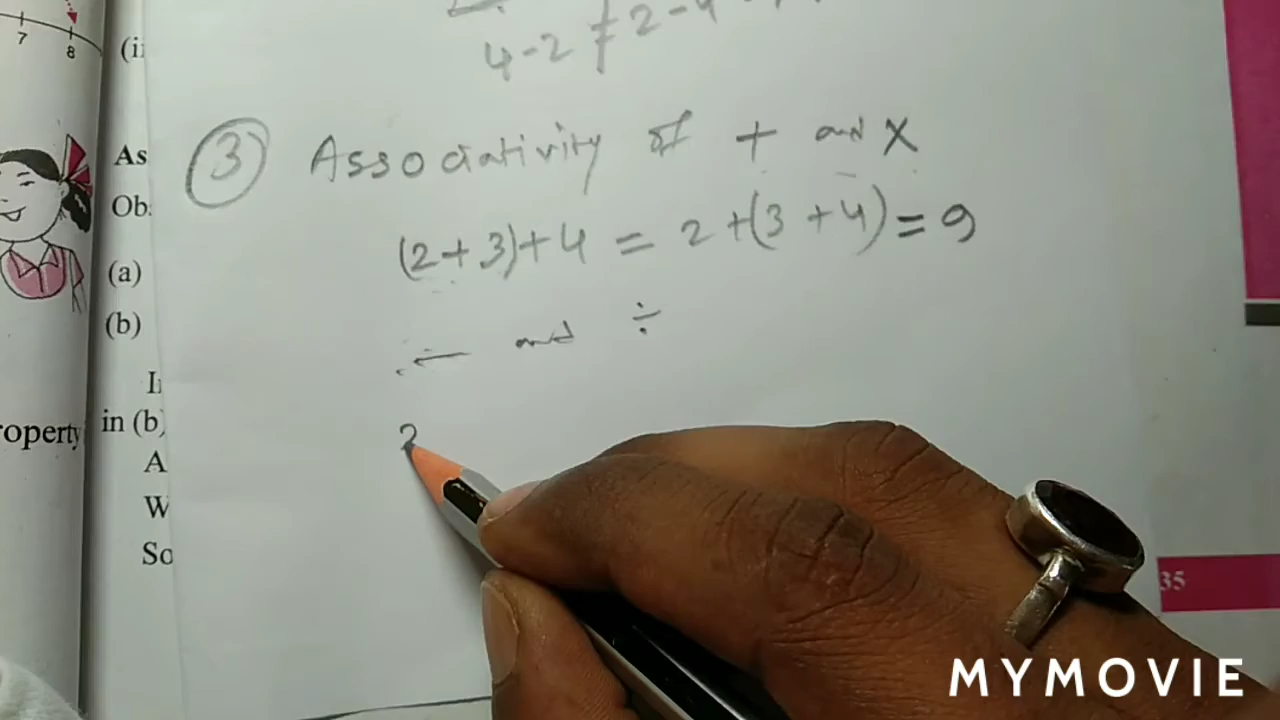 7
8
(i
As
Ob
(a)
(b)
I
roperty in (b)
A
W
So
4-2 ≠ 2-4
3 Associativity of + and X
(2+3)+4 = 2+(3+4) = 9
— and ÷
2
35
MYMOVIE